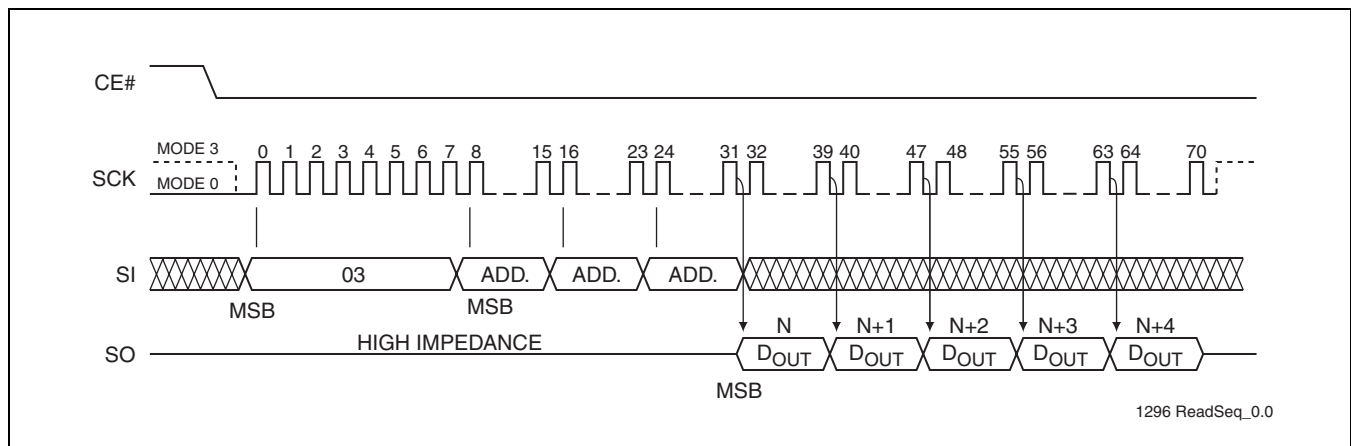 CE#
MODE 3
SCK
MODE 0
0 1 2 3 4 5 6 7 8 15 16 23 24 31 32 39 40 47 48 55 56 63 64 70
SI
03
ADD.
ADD.
ADD.
MSB
MSB
N
N+1
N+2
N+3
N+4
HIGH IMPEDANCE
SO
DOUT
DOUT
DOUT
DOUT
DOUT
MSB
1296 ReadSeq_0.0